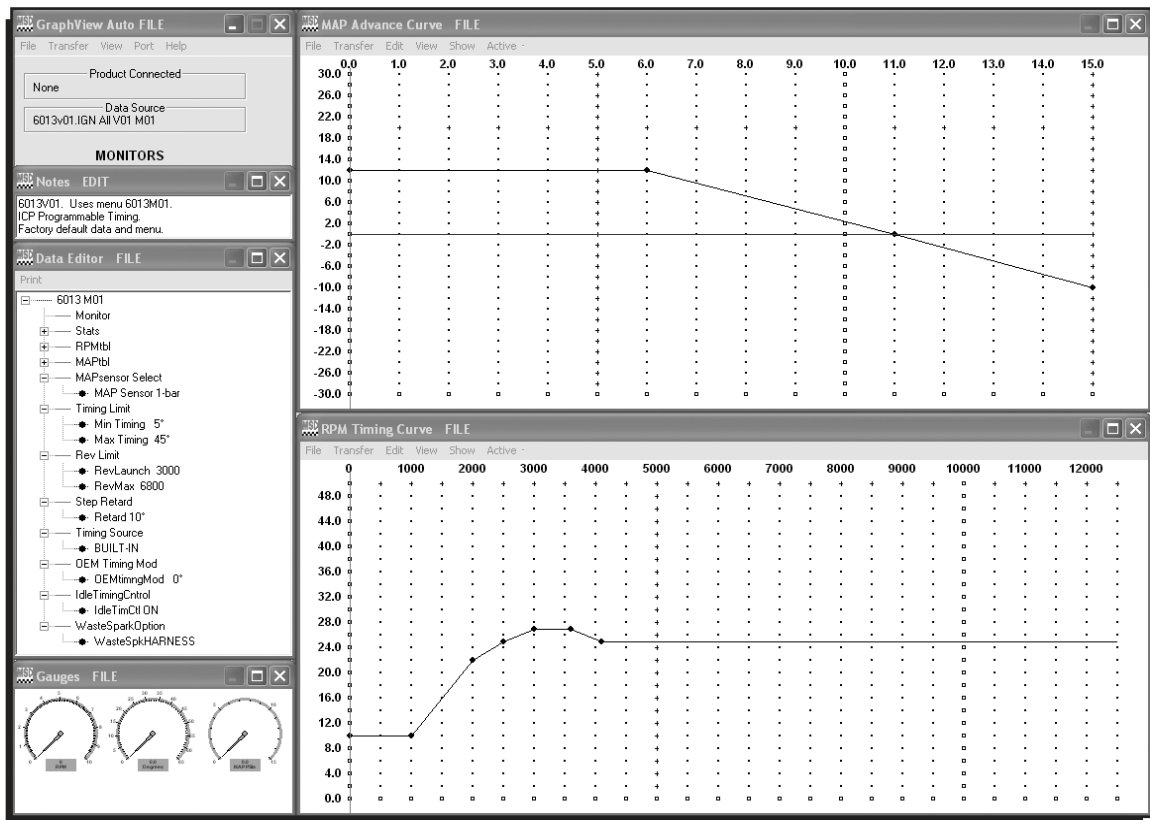 GraphView Auto FILE
File Transfer View Port Help
Product Connected
None
Data Source
6013v01.IGN All V01 M01
MONITORS
Notes EDIT
6013V01. Uses menu 6013M01.
ICP Programmable Timing.
Factory default data and menu.
Data Editor FILE
Print
6013 M01
Monitor
Stats
RPMtbl
MAPtbl
MAPsensor Select
MAP Sensor 1-bar
Timing Limit
Min Timing 5°
Max Timing 45°
Rev Limit
RevLaunch 3000
RevMax 6800
Step Retard
Retard 10°
Timing Source
BUILT-IN
OEM Timing Mod
OEMtimngMod 0°
IdleTimingCntrol
IdleTimCtl ON
WasteSparkOption
WasteSpkHARNESS
Gauges FILE
RPM
Degrees
MAP PSIa
MAP Advance Curve FILE
File Transfer Edit View Show Active -
0.0 1.0 2.0 3.0 4.0 5.0 6.0 7.0 8.0 9.0 10.0 11.0 12.0 13.0 14.0 15.0
30.0
26.0
22.0
18.0
14.0
10.0
6.0
2.0
-2.0
-6.0
-10.0
-14.0
-18.0
-22.0
-26.0
-30.0
RPM Timing Curve FILE
File Transfer Edit View Show Active -
0 1000 2000 3000 4000 5000 6000 7000 8000 9000 10000 11000 12000
48.0
44.0
40.0
36.0
32.0
28.0
24.0
20.0
16.0
12.0
8.0
4.0
0.0